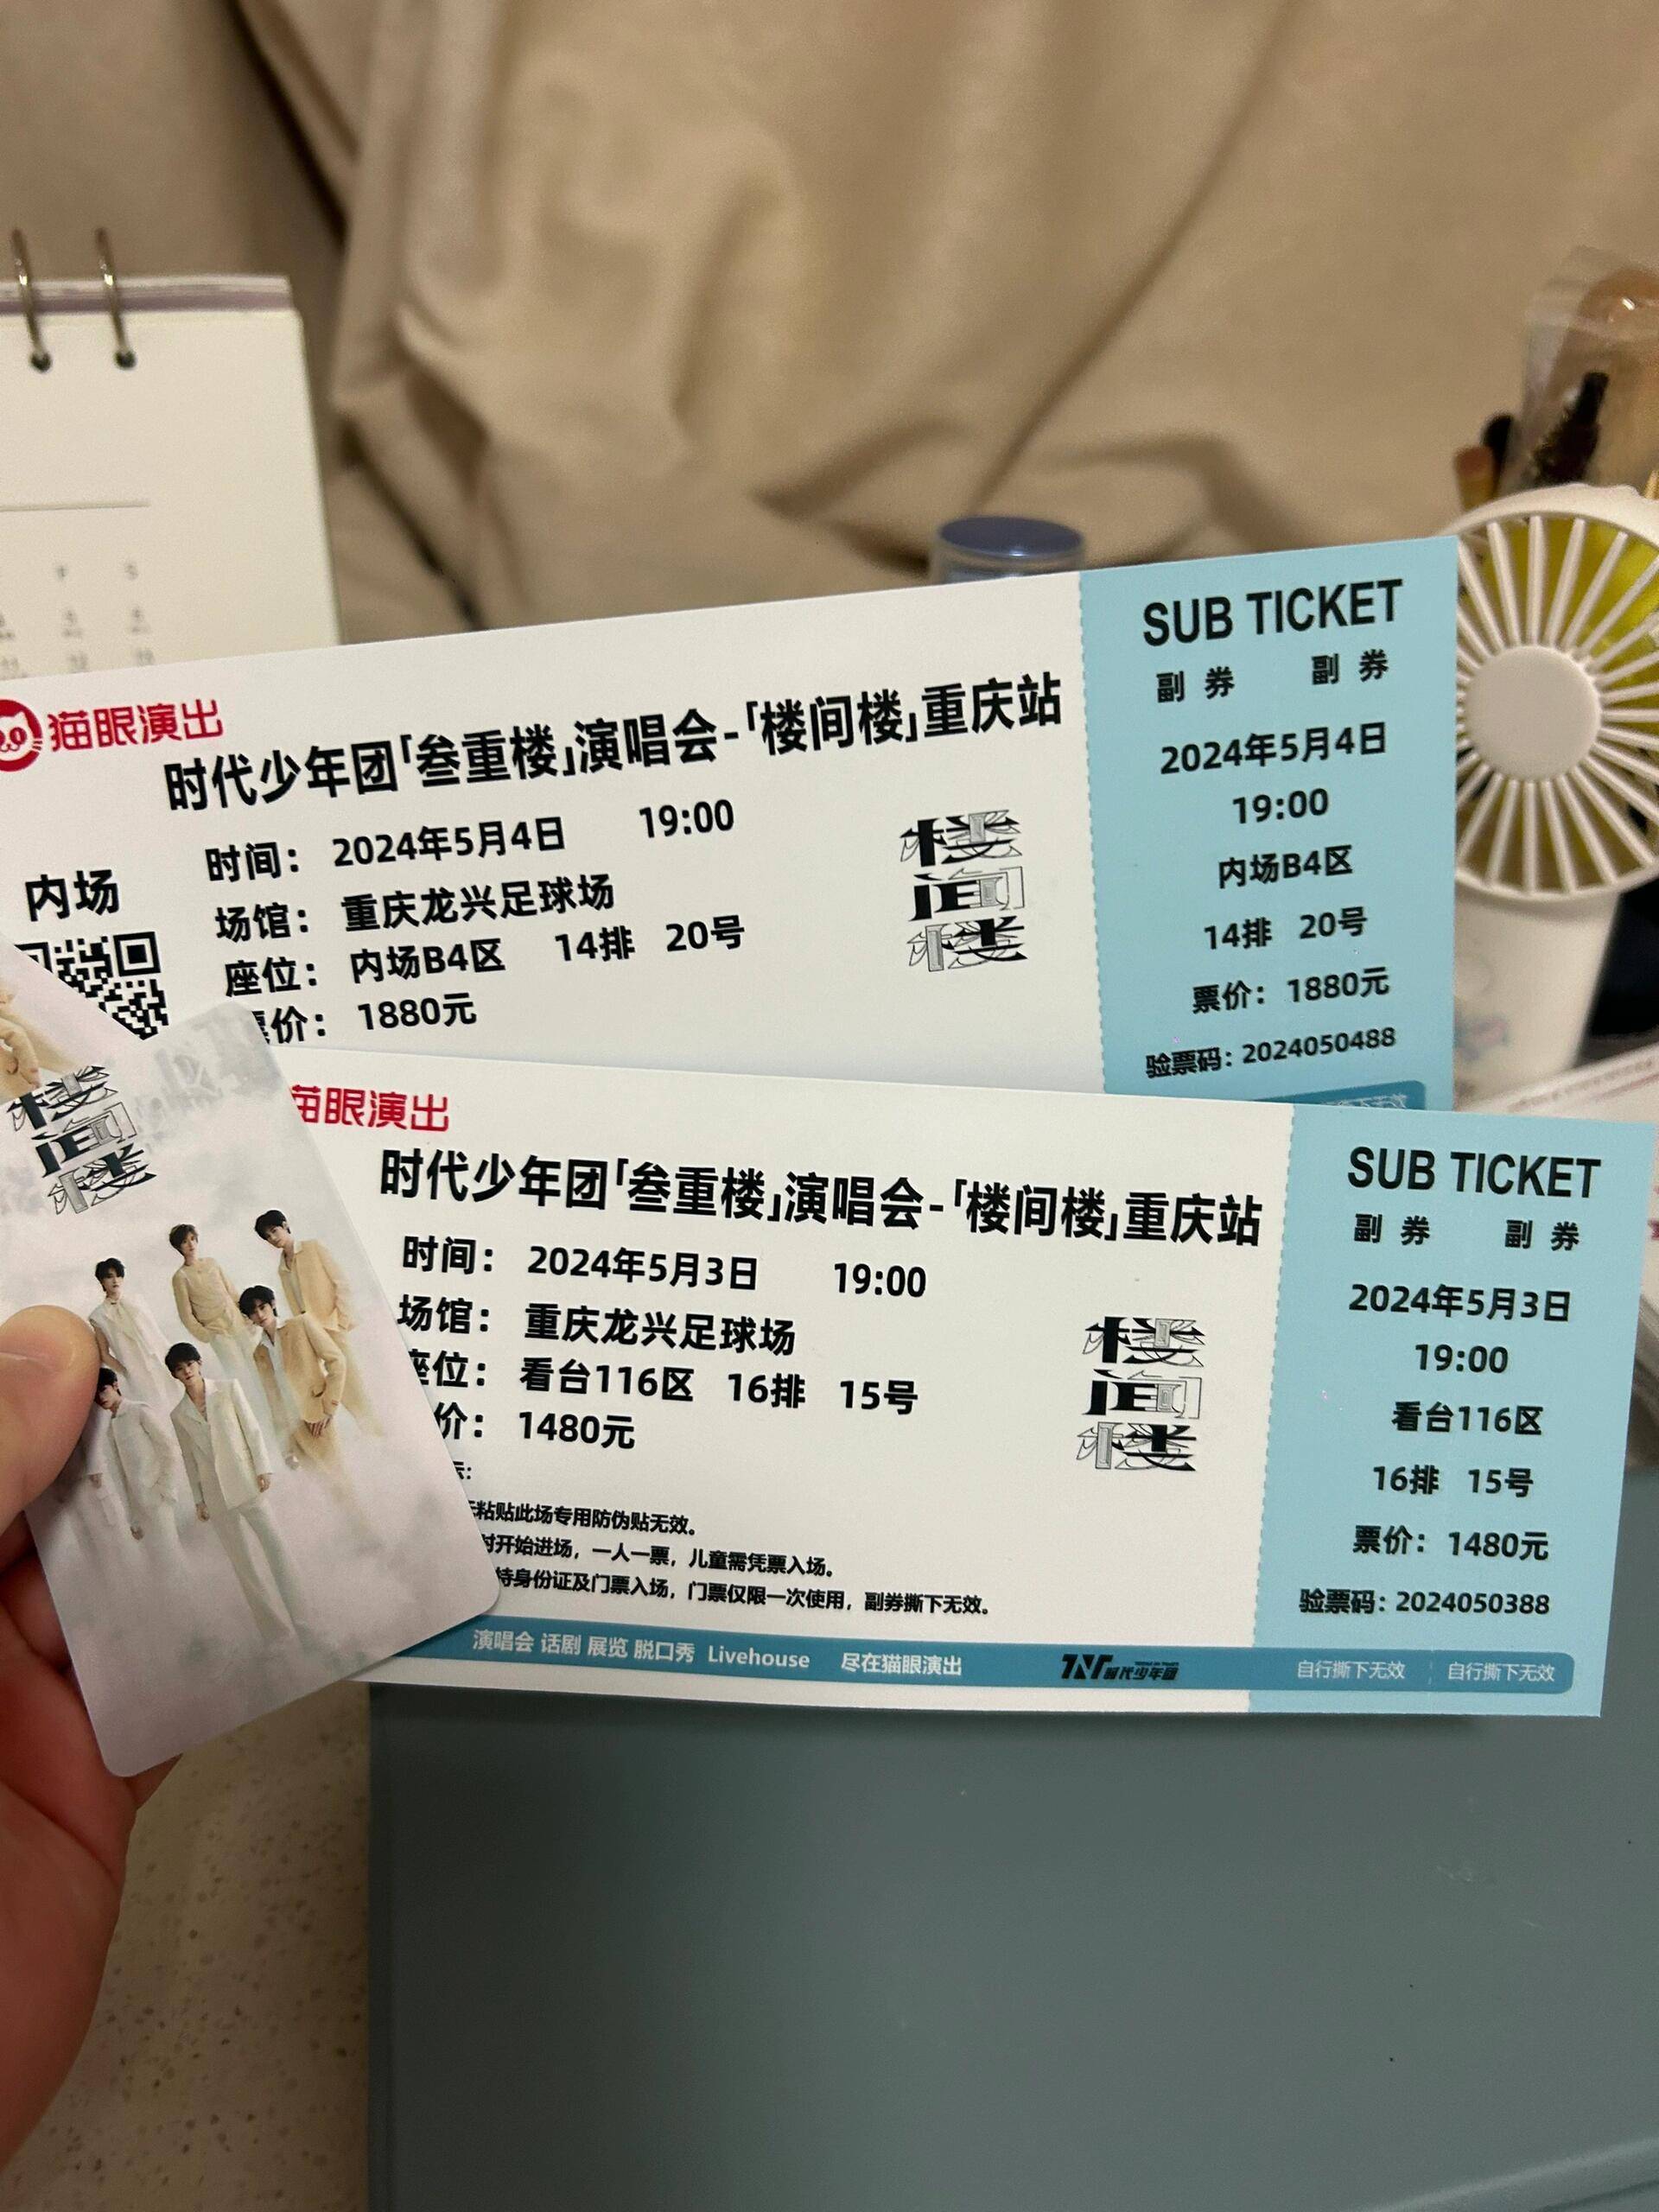 猫眼演出
时代少年团「叁重楼」演唱会-「楼间楼」重庆站
时间： 2024年5月4日 19:00
内场
场馆： 重庆龙兴足球场
座位： 内场B4区 14排 20号
票价： 1880元
楼
间
楼
SUB TICKET
副 券 副 券
2024年5月4日
19:00
内场B4区
14排 20号
票价： 1880元
验票码：2024050488
猫眼演出
时代少年团「叁重楼」演唱会-「楼间楼」重庆站
时间： 2024年5月3日 19:00
场馆： 重庆龙兴足球场
座位： 看台116区 16排 15号
价： 1480元
粘贴此场专用防伪贴无效。
时开始进场，一人一票，儿童需凭票入场。
持身份证及门票入场，门票仅限一次使用，副券撕下无效。
演唱会 话剧 展览 脱口秀 Livehouse 尽在猫眼演出
TNT时代少年团
自行撕下无效 自行撕下无效
楼
间
楼
SUB TICKET
副 券 副 券
2024年5月3日
19:00
看台116区
16排 15号
票价： 1480元
验票码：2024050388
楼
间
楼